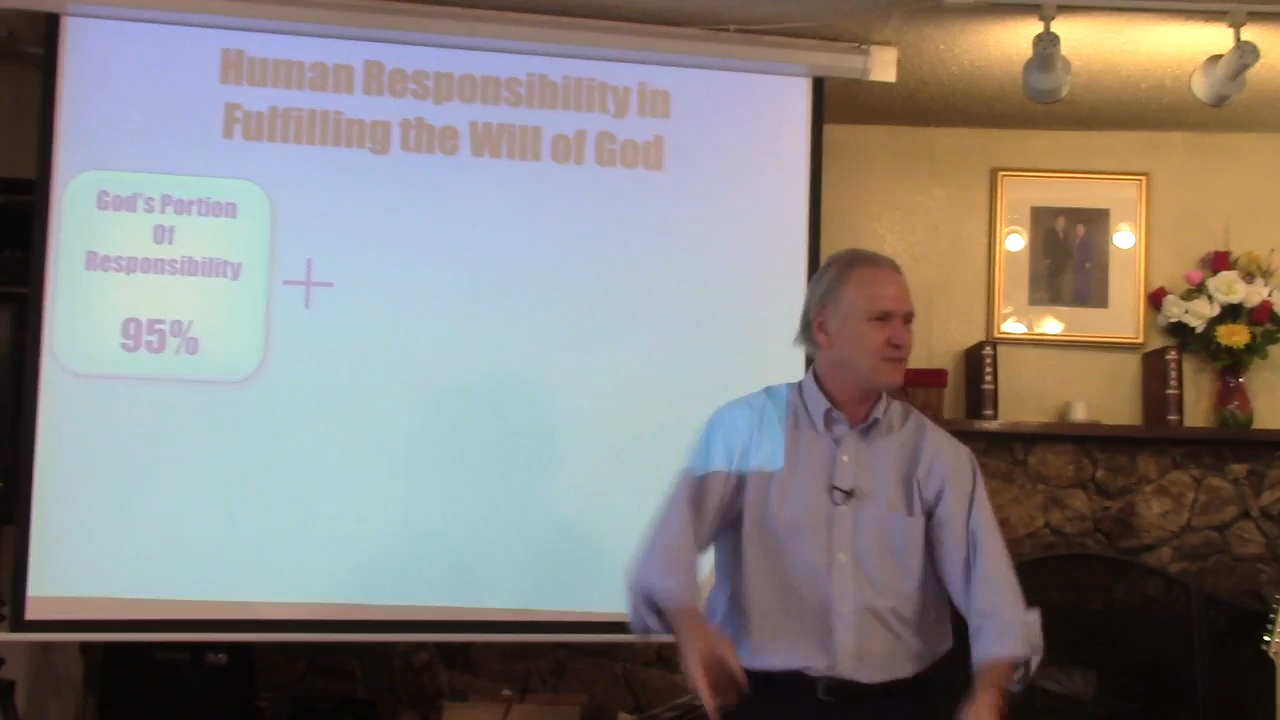 Human Responsibility in
Fulfilling the Will of God
God's Portion
Of
Responsibility
95%
+